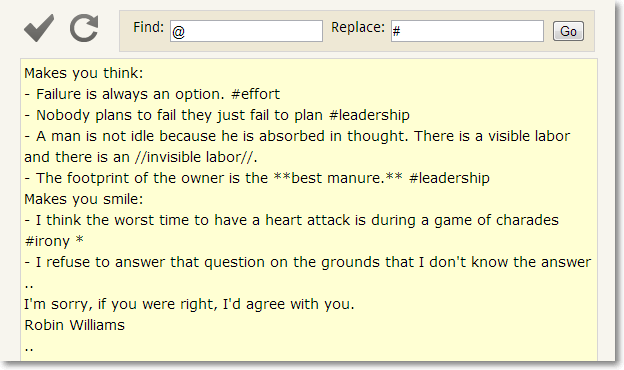 Find: @ Replace: # Go
Makes you think:
- Failure is always an option. #effort
- Nobody plans to fail they just fail to plan #leadership
- A man is not idle because he is absorbed in thought. There is a visible labor
and there is an //invisible labor//.
- The footprint of the owner is the **best manure.** #leadership
Makes you smile:
- I think the worst time to have a heart attack is during a game of charades
#irony *
- I refuse to answer that question on the grounds that I don't know the answer
..
I'm sorry, if you were right, I'd agree with you.
Robin Williams
..